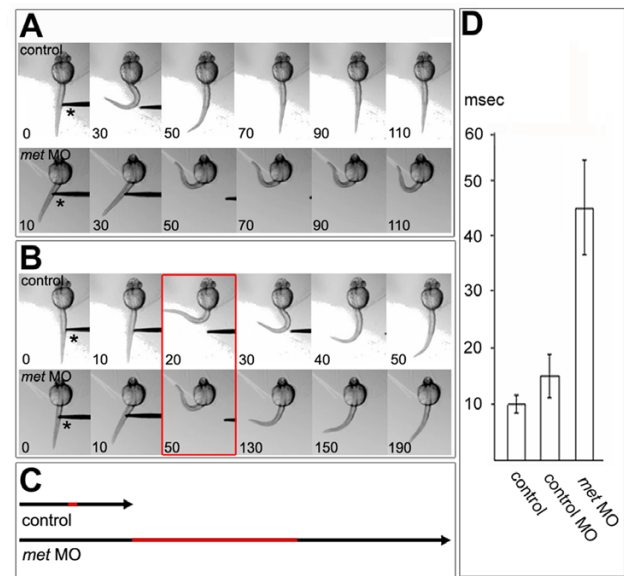 A
control
*
0 30 50 70 90 110
met MO
*
10 30 50 70 90 110
B
control
*
0 10 20 30 40 50
met MO
*
0 10 50 130 150 190
C
control
met MO
D
msec
60
50
40
30
20
10
control
control MO
met MO